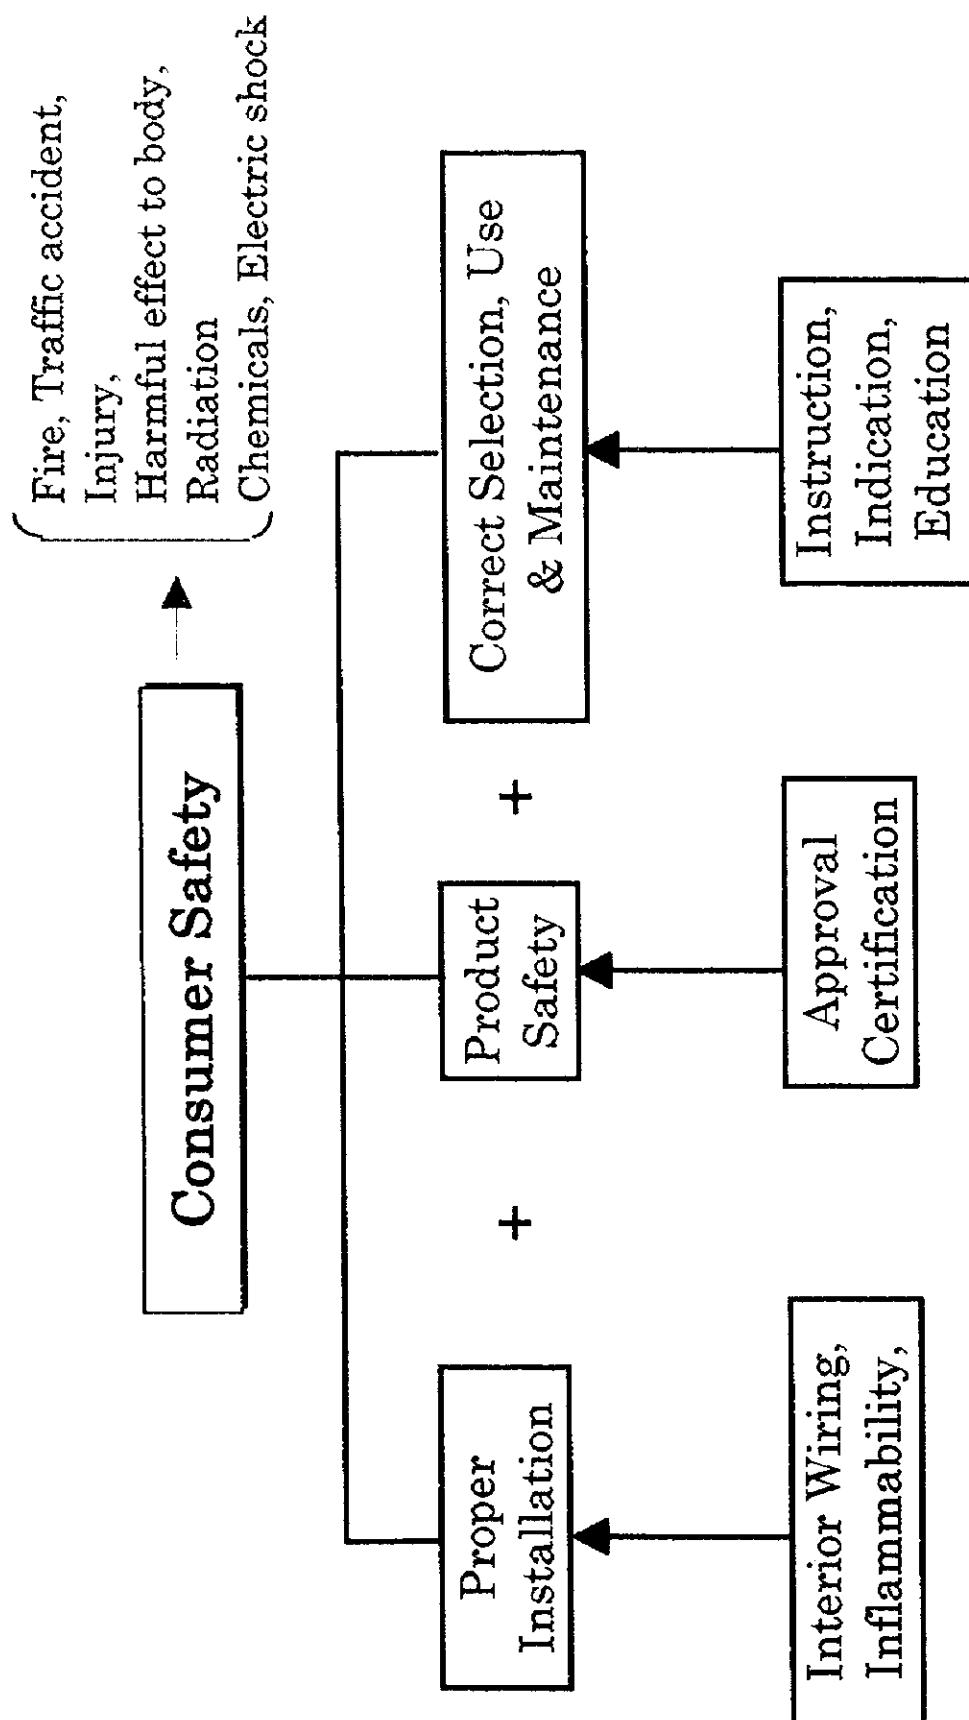 Consumer Safety
Fire, Traffic accident,
Injury,
Harmful effect to body,
Radiation
Chemicals, Electric shock
Proper
Installation
+
Product
Safety
+
Correct Selection, Use
& Maintenance
Interior Wiring,
Inflammability,
Approval
Certification
Instruction,
Indication,
Education